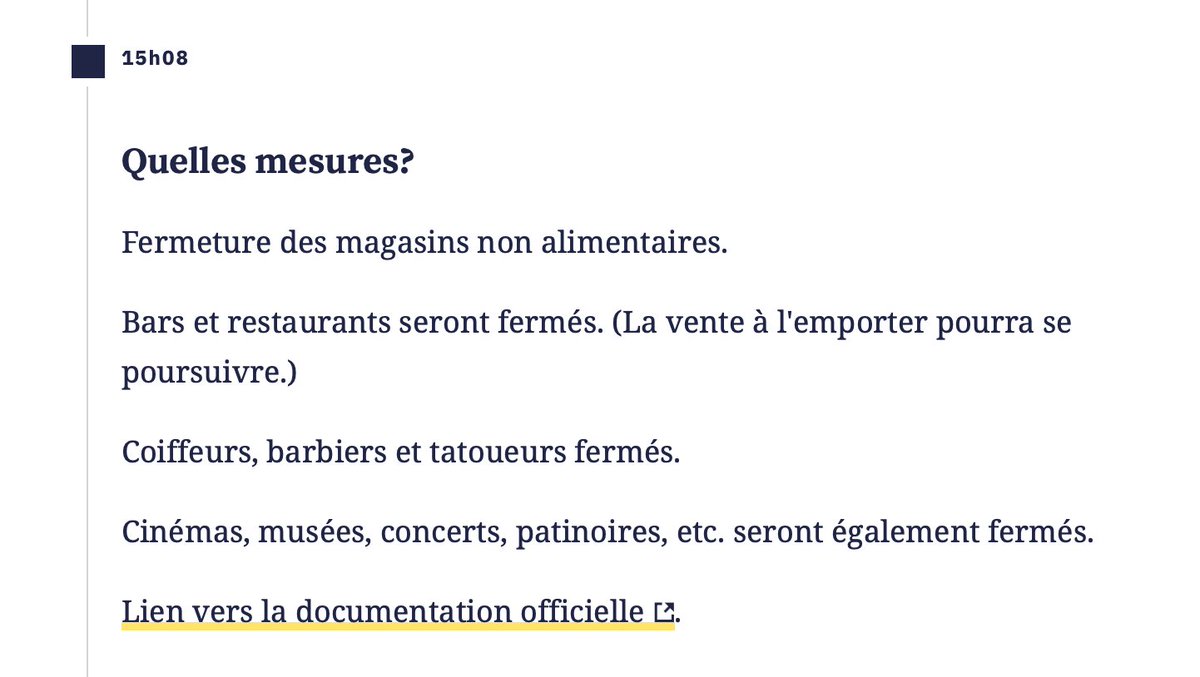 15h08
Quelles mesures?
Fermeture des magasins non alimentaires.
Bars et restaurants seront fermés. (La vente à l'emporter pourra se
poursuivre.)
Coiffeurs, barbiers et tatoueurs fermés.
Cinémas, musées, concerts, patinoires, etc. seront également fermés.
Lien vers la documentation officielle.